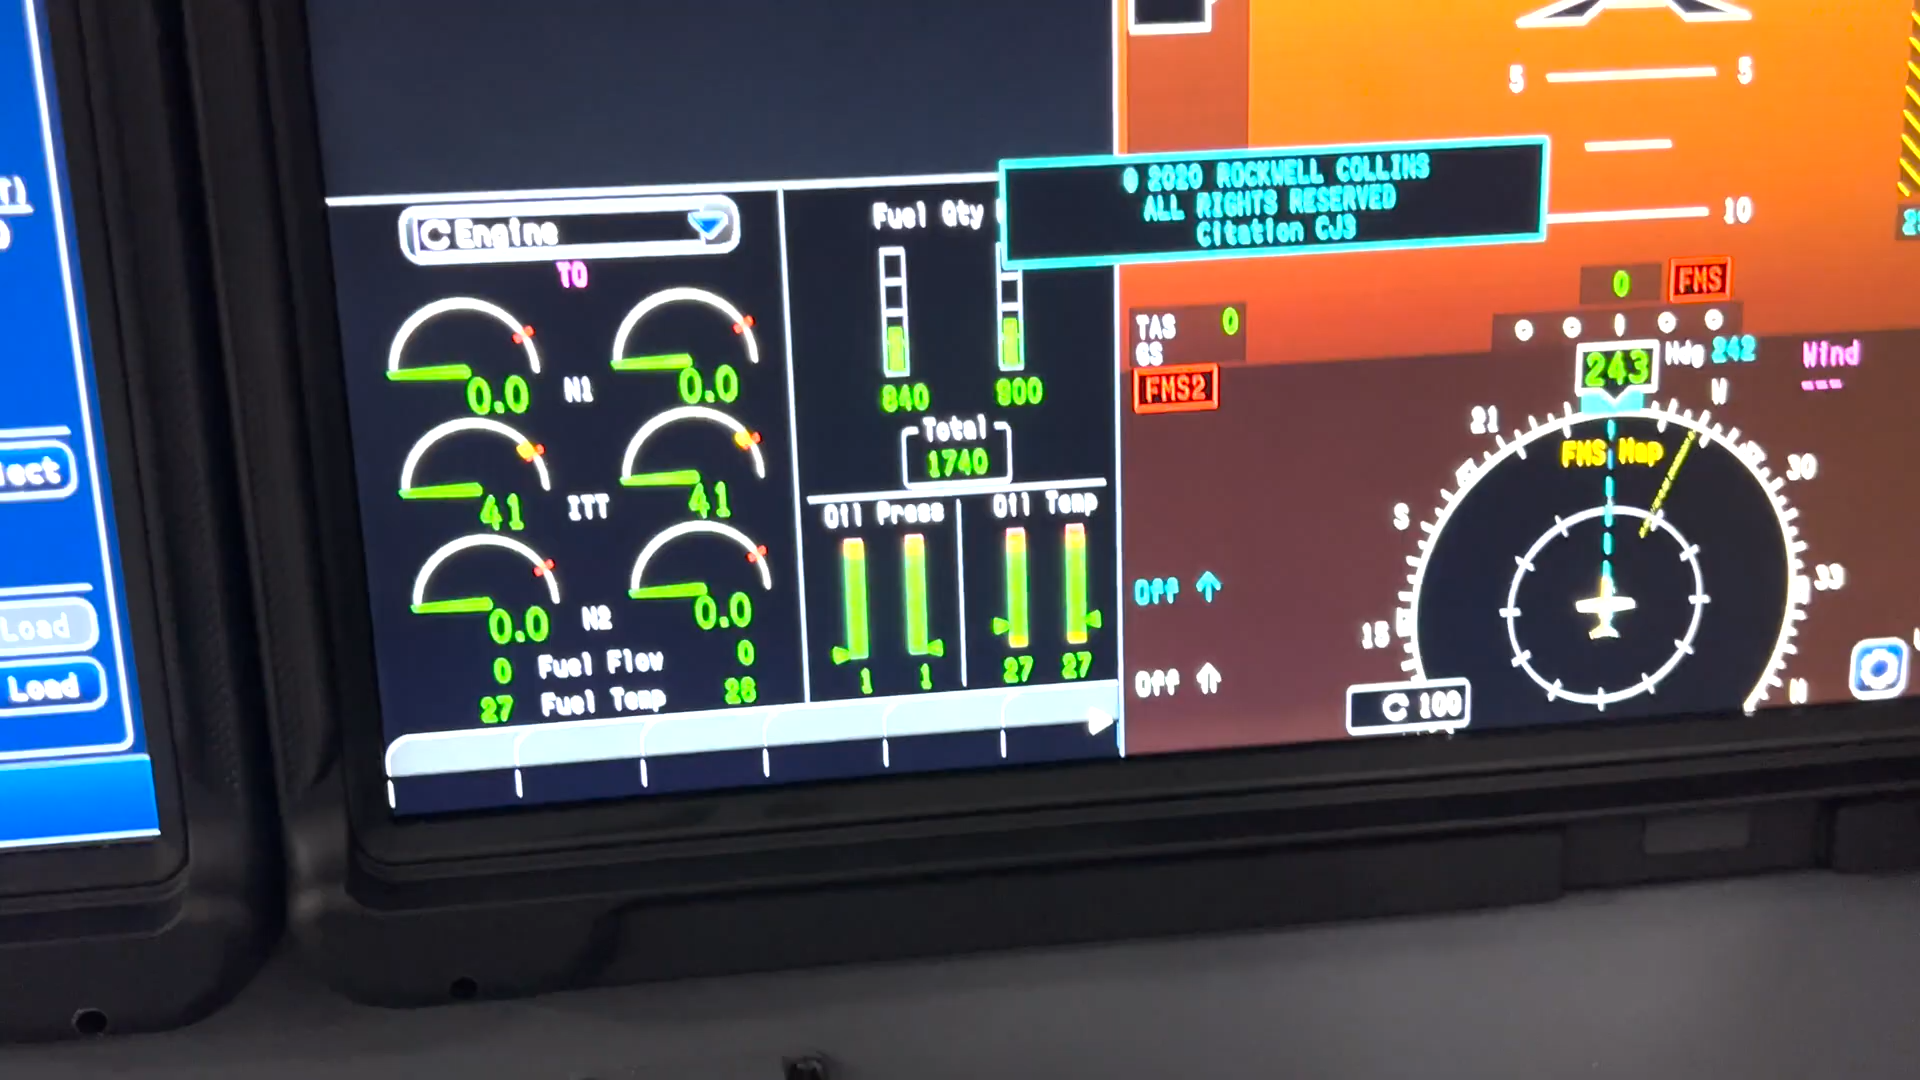 © 2020 ROCKWELL COLLINS
ALL RIGHTS RESERVED
Citation CJ3
C Engine
TO
0.0 N1 0.0
41 ITT 41
0.0 N2 0.0
0 Fuel Flow 0
27 Fuel Temp 28
Fuel Qty
840 900
Total
1740
Oil Press
1 1
Oil Temp
27 27
5 5
10
0 FMS
TAS 0
GS
FMS2
243 Hdg 242
Wind
---
FMS Map
15 S 21 W 30 33 N
Off ↑
Off ↑
C 100
Load
Load